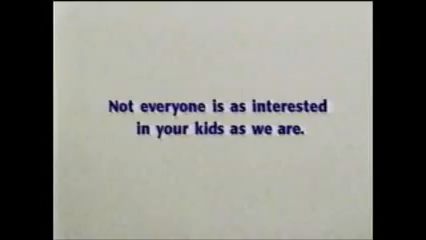 Not everyone is as interested
in your kids as we are.